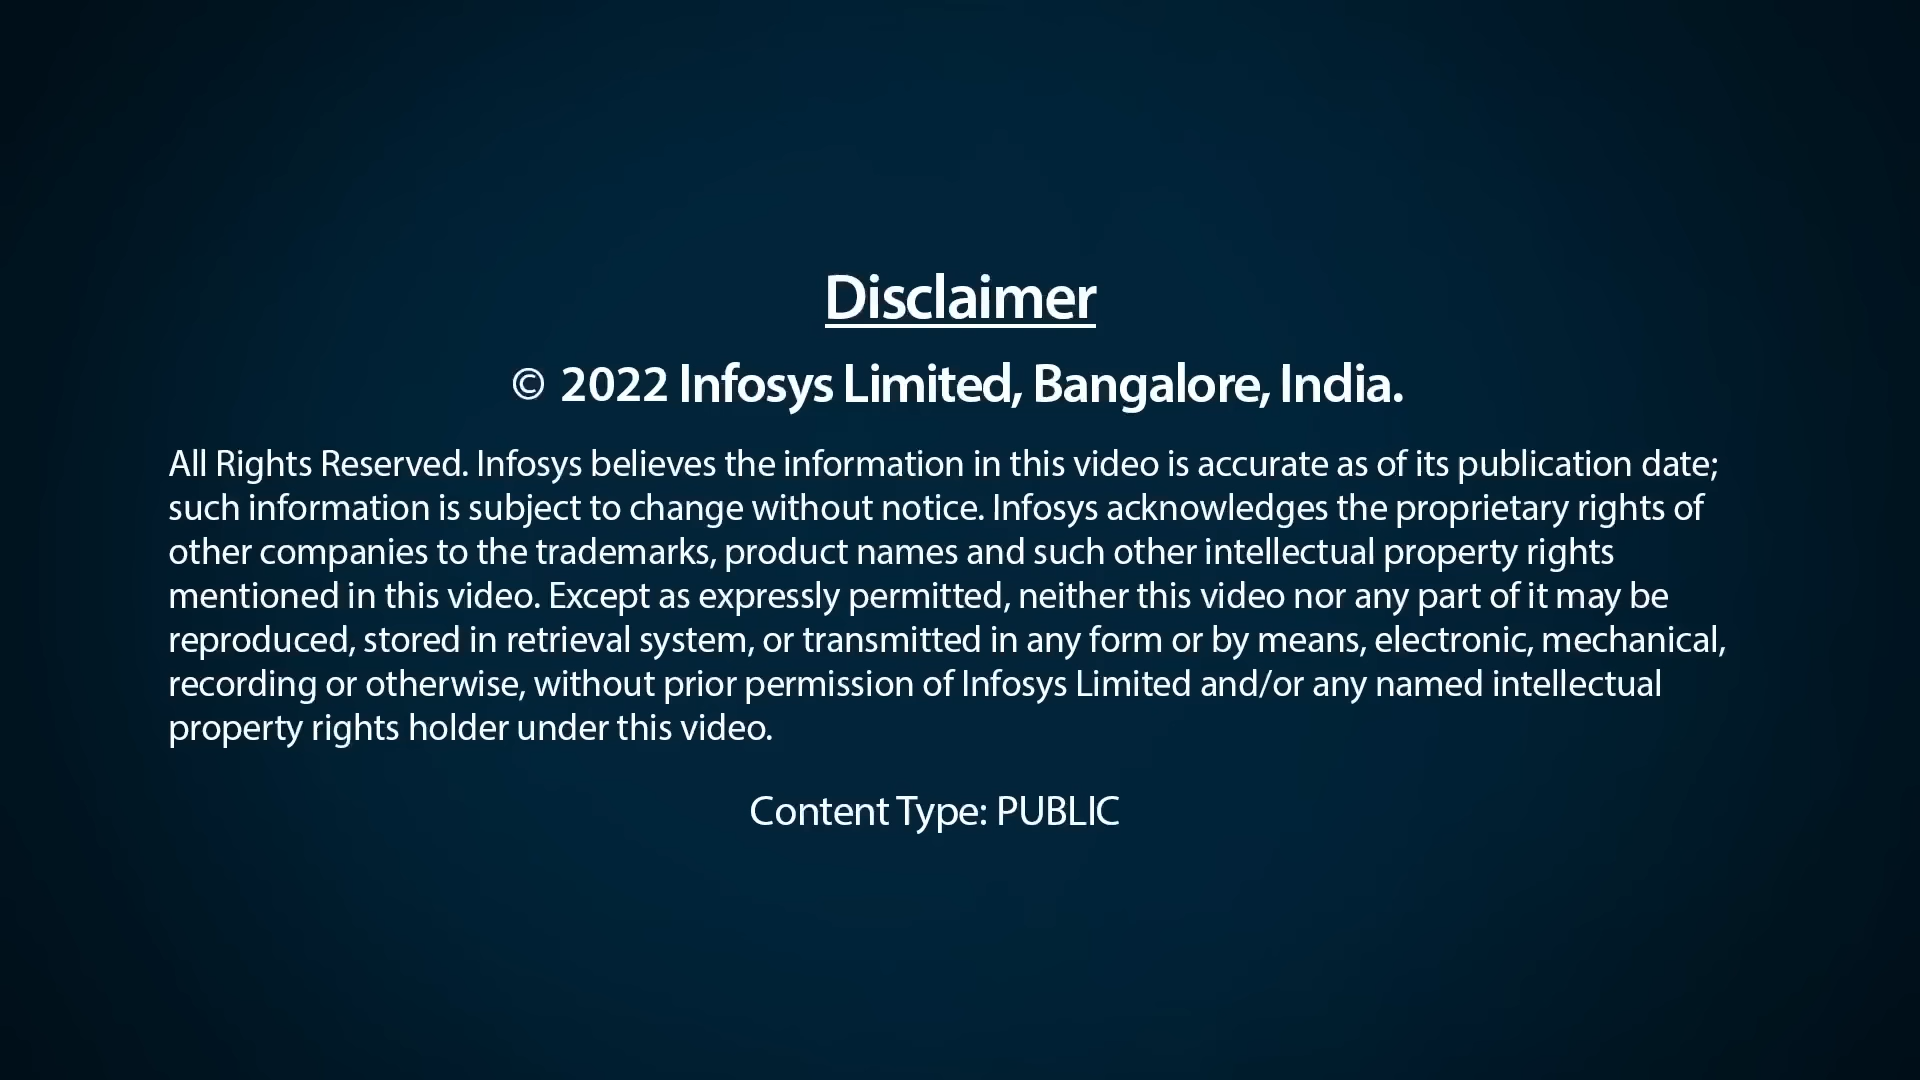 Disclaimer
© 2022 Infosys Limited, Bangalore, India.
All Rights Reserved. Infosys believes the information in this video is accurate as of its publication date;
such information is subject to change without notice. Infosys acknowledges the proprietary rights of
other companies to the trademarks, product names and such other intellectual property rights
mentioned in this video. Except as expressly permitted, neither this video nor any part of it may be
reproduced, stored in retrieval system, or transmitted in any form or by means, electronic, mechanical,
recording or otherwise, without prior permission of Infosys Limited and/or any named intellectual
property rights holder under this video.
Content Type: PUBLIC